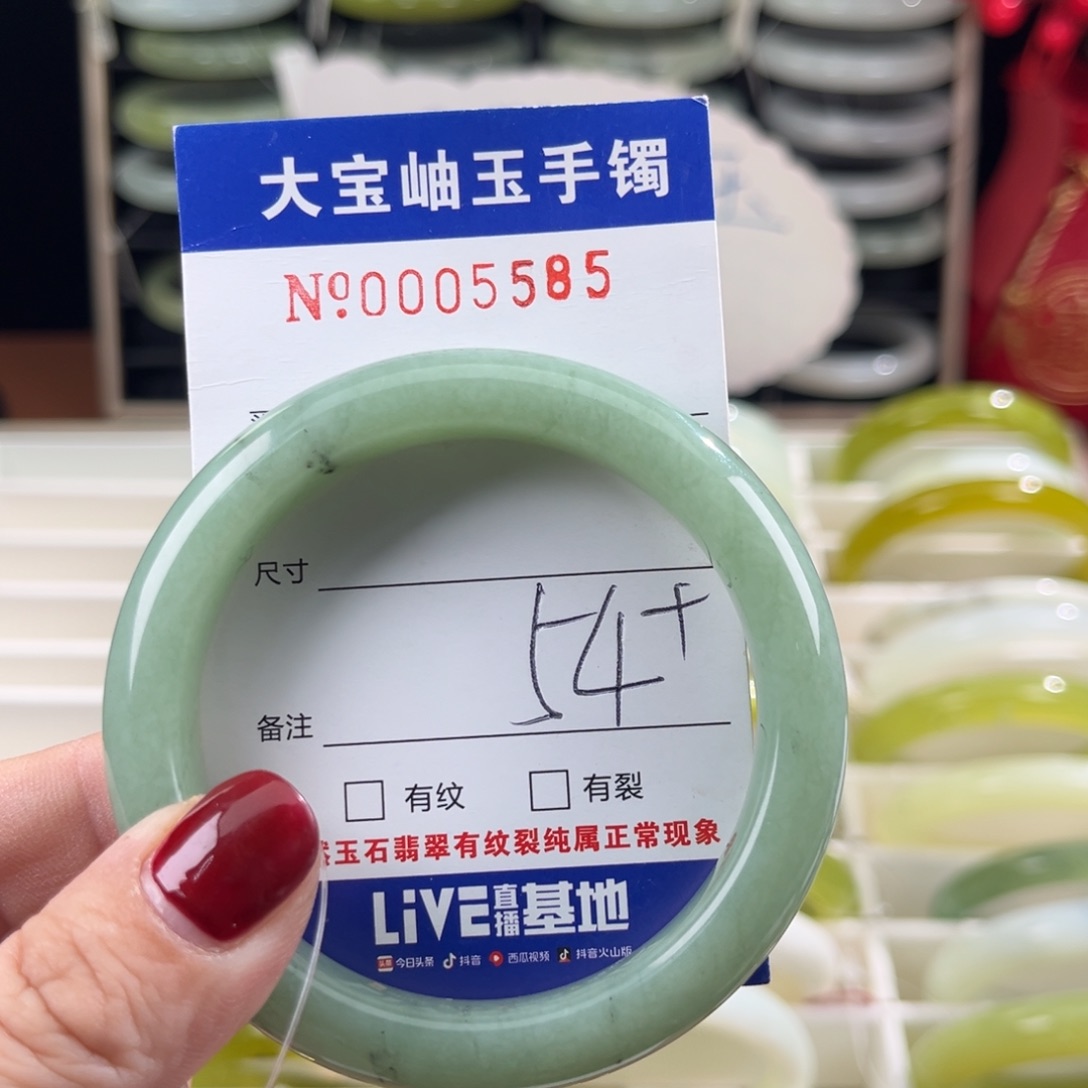 大宝岫玉手镯
Nº.0005585
尺寸
54+
备注
有纹
有裂
玉石翡翠有纹裂纯属正常现象
LiVE直播基地
今日头条 抖音 西瓜视频 抖音火山版